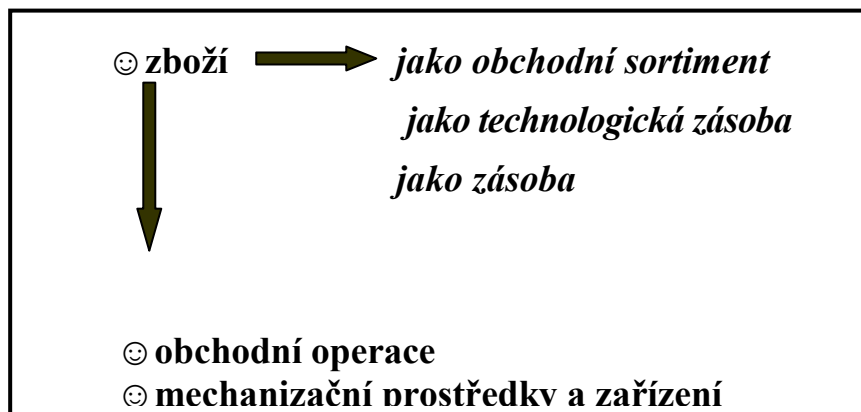 ☺zboží jako obchodní sortiment
jako technologická zásoba
jako zásoba
☺obchodní operace
☺mechanizační prostředky a zařízení